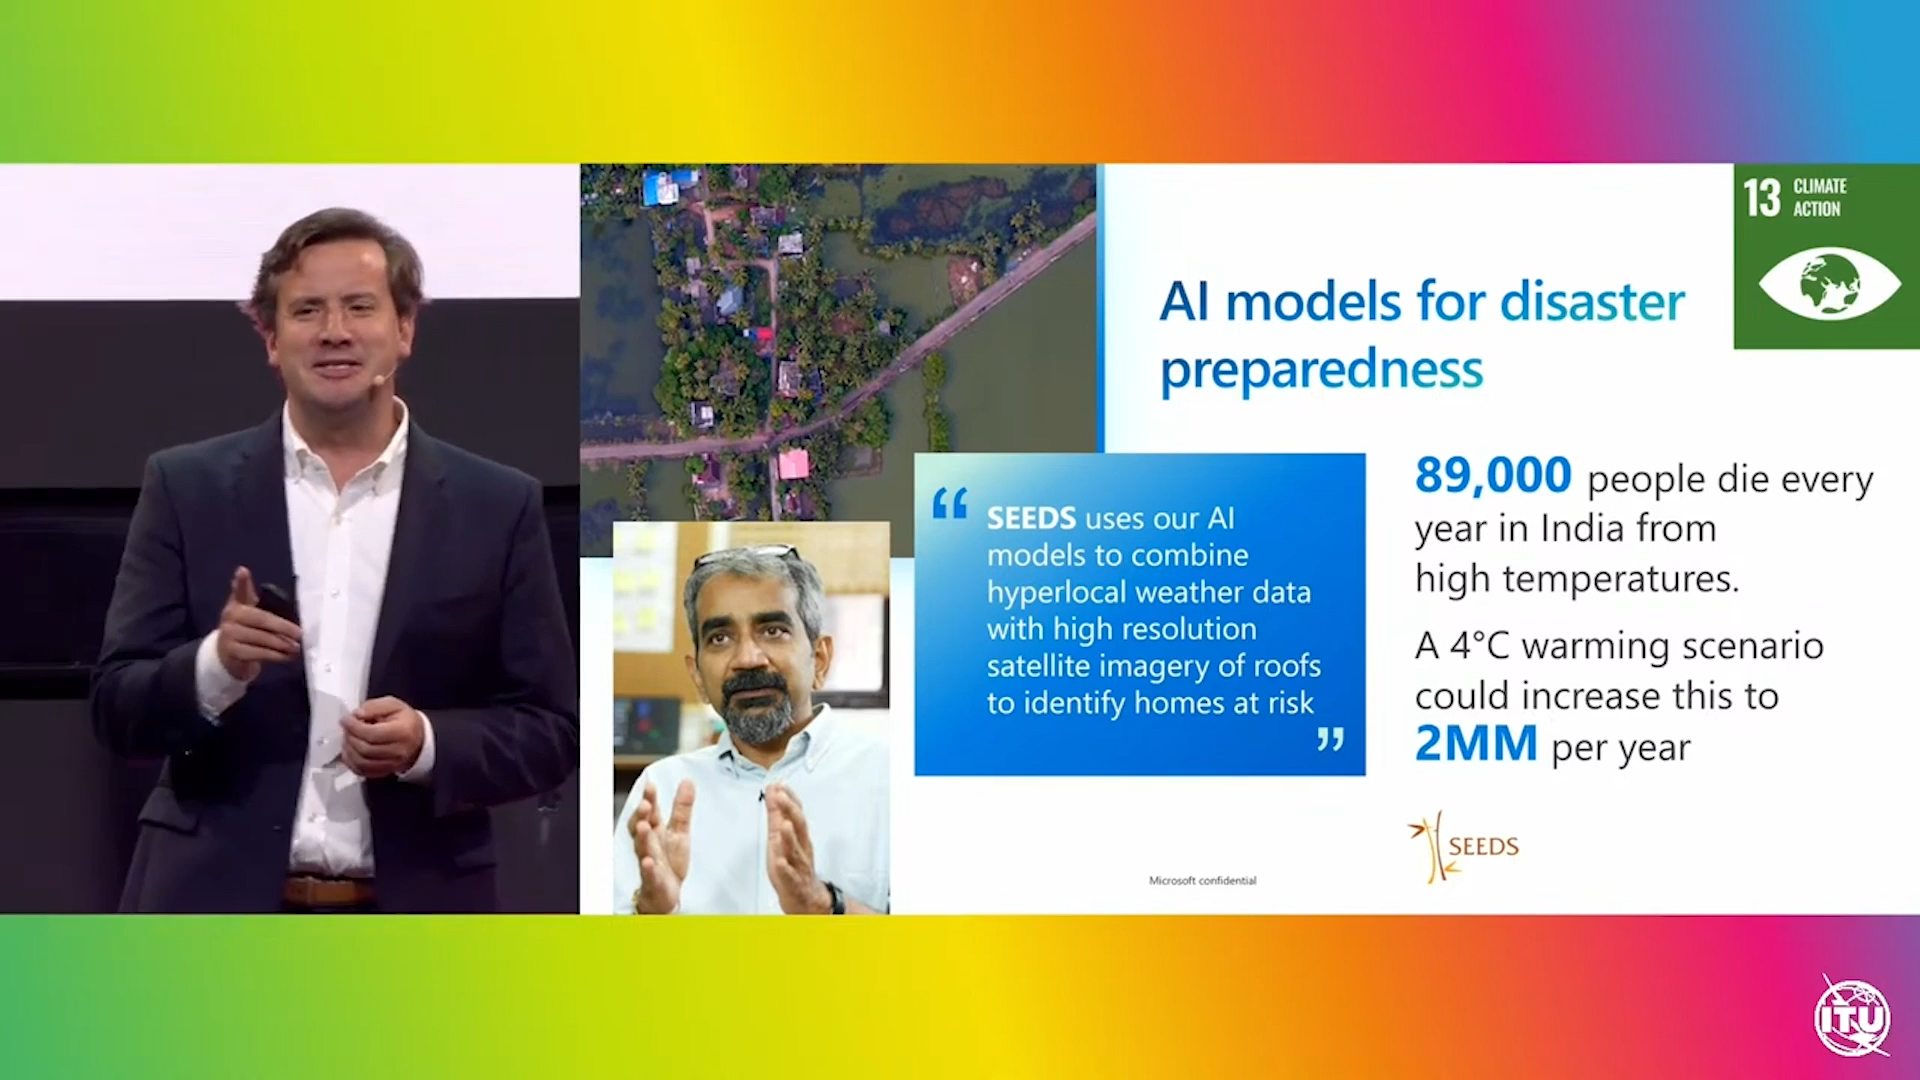 13 CLIMATE
ACTION
AI models for disaster
preparedness
“ SEEDS uses our AI
models to combine
hyperlocal weather data
with high resolution
satellite imagery of roofs
to identify homes at risk ”
89,000 people die every
year in India from
high temperatures.
A 4°C warming scenario
could increase this to
2MM per year
SEEDS
Microsoft confidential
ITU